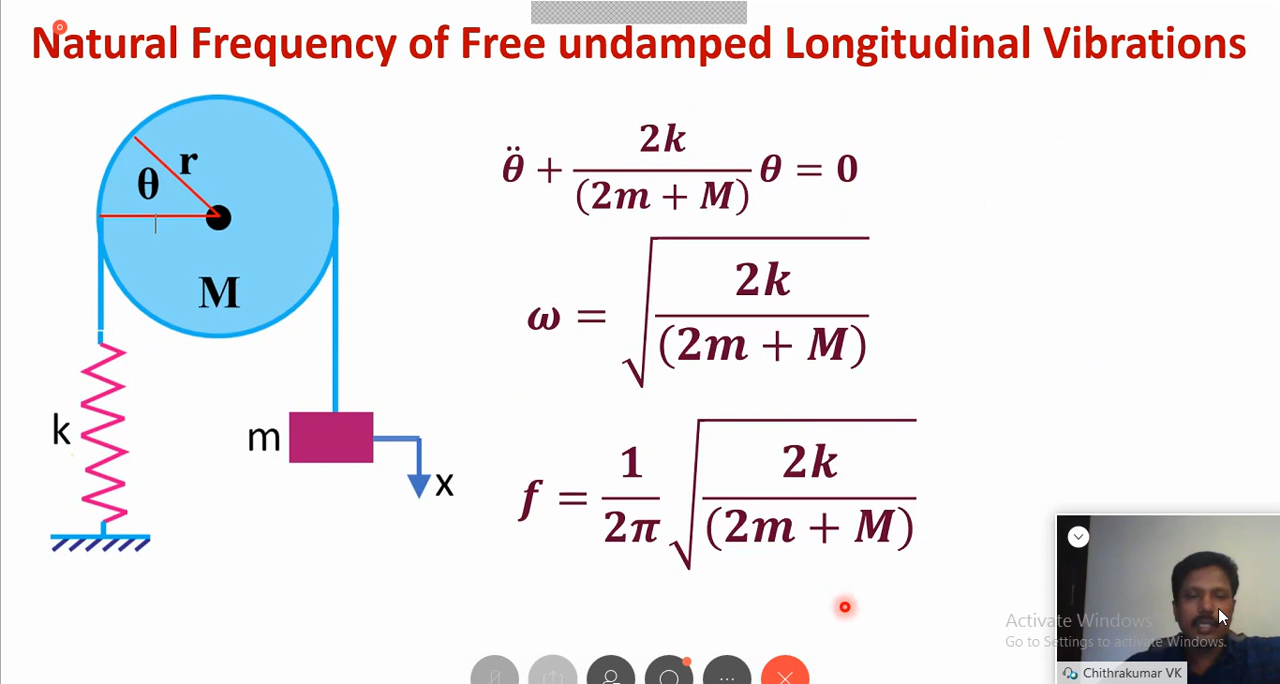 Natural Frequency of Free undamped Longitudinal Vibrations
θ
r
M
k
m
x
θ̈ + 2k/(2m + M) θ = 0
ω = √(2k/(2m + M))
f = 1/2π √(2k/(2m + M))
Activate Windows
Go to Settings to activate Windows.
Chithrakumar VK